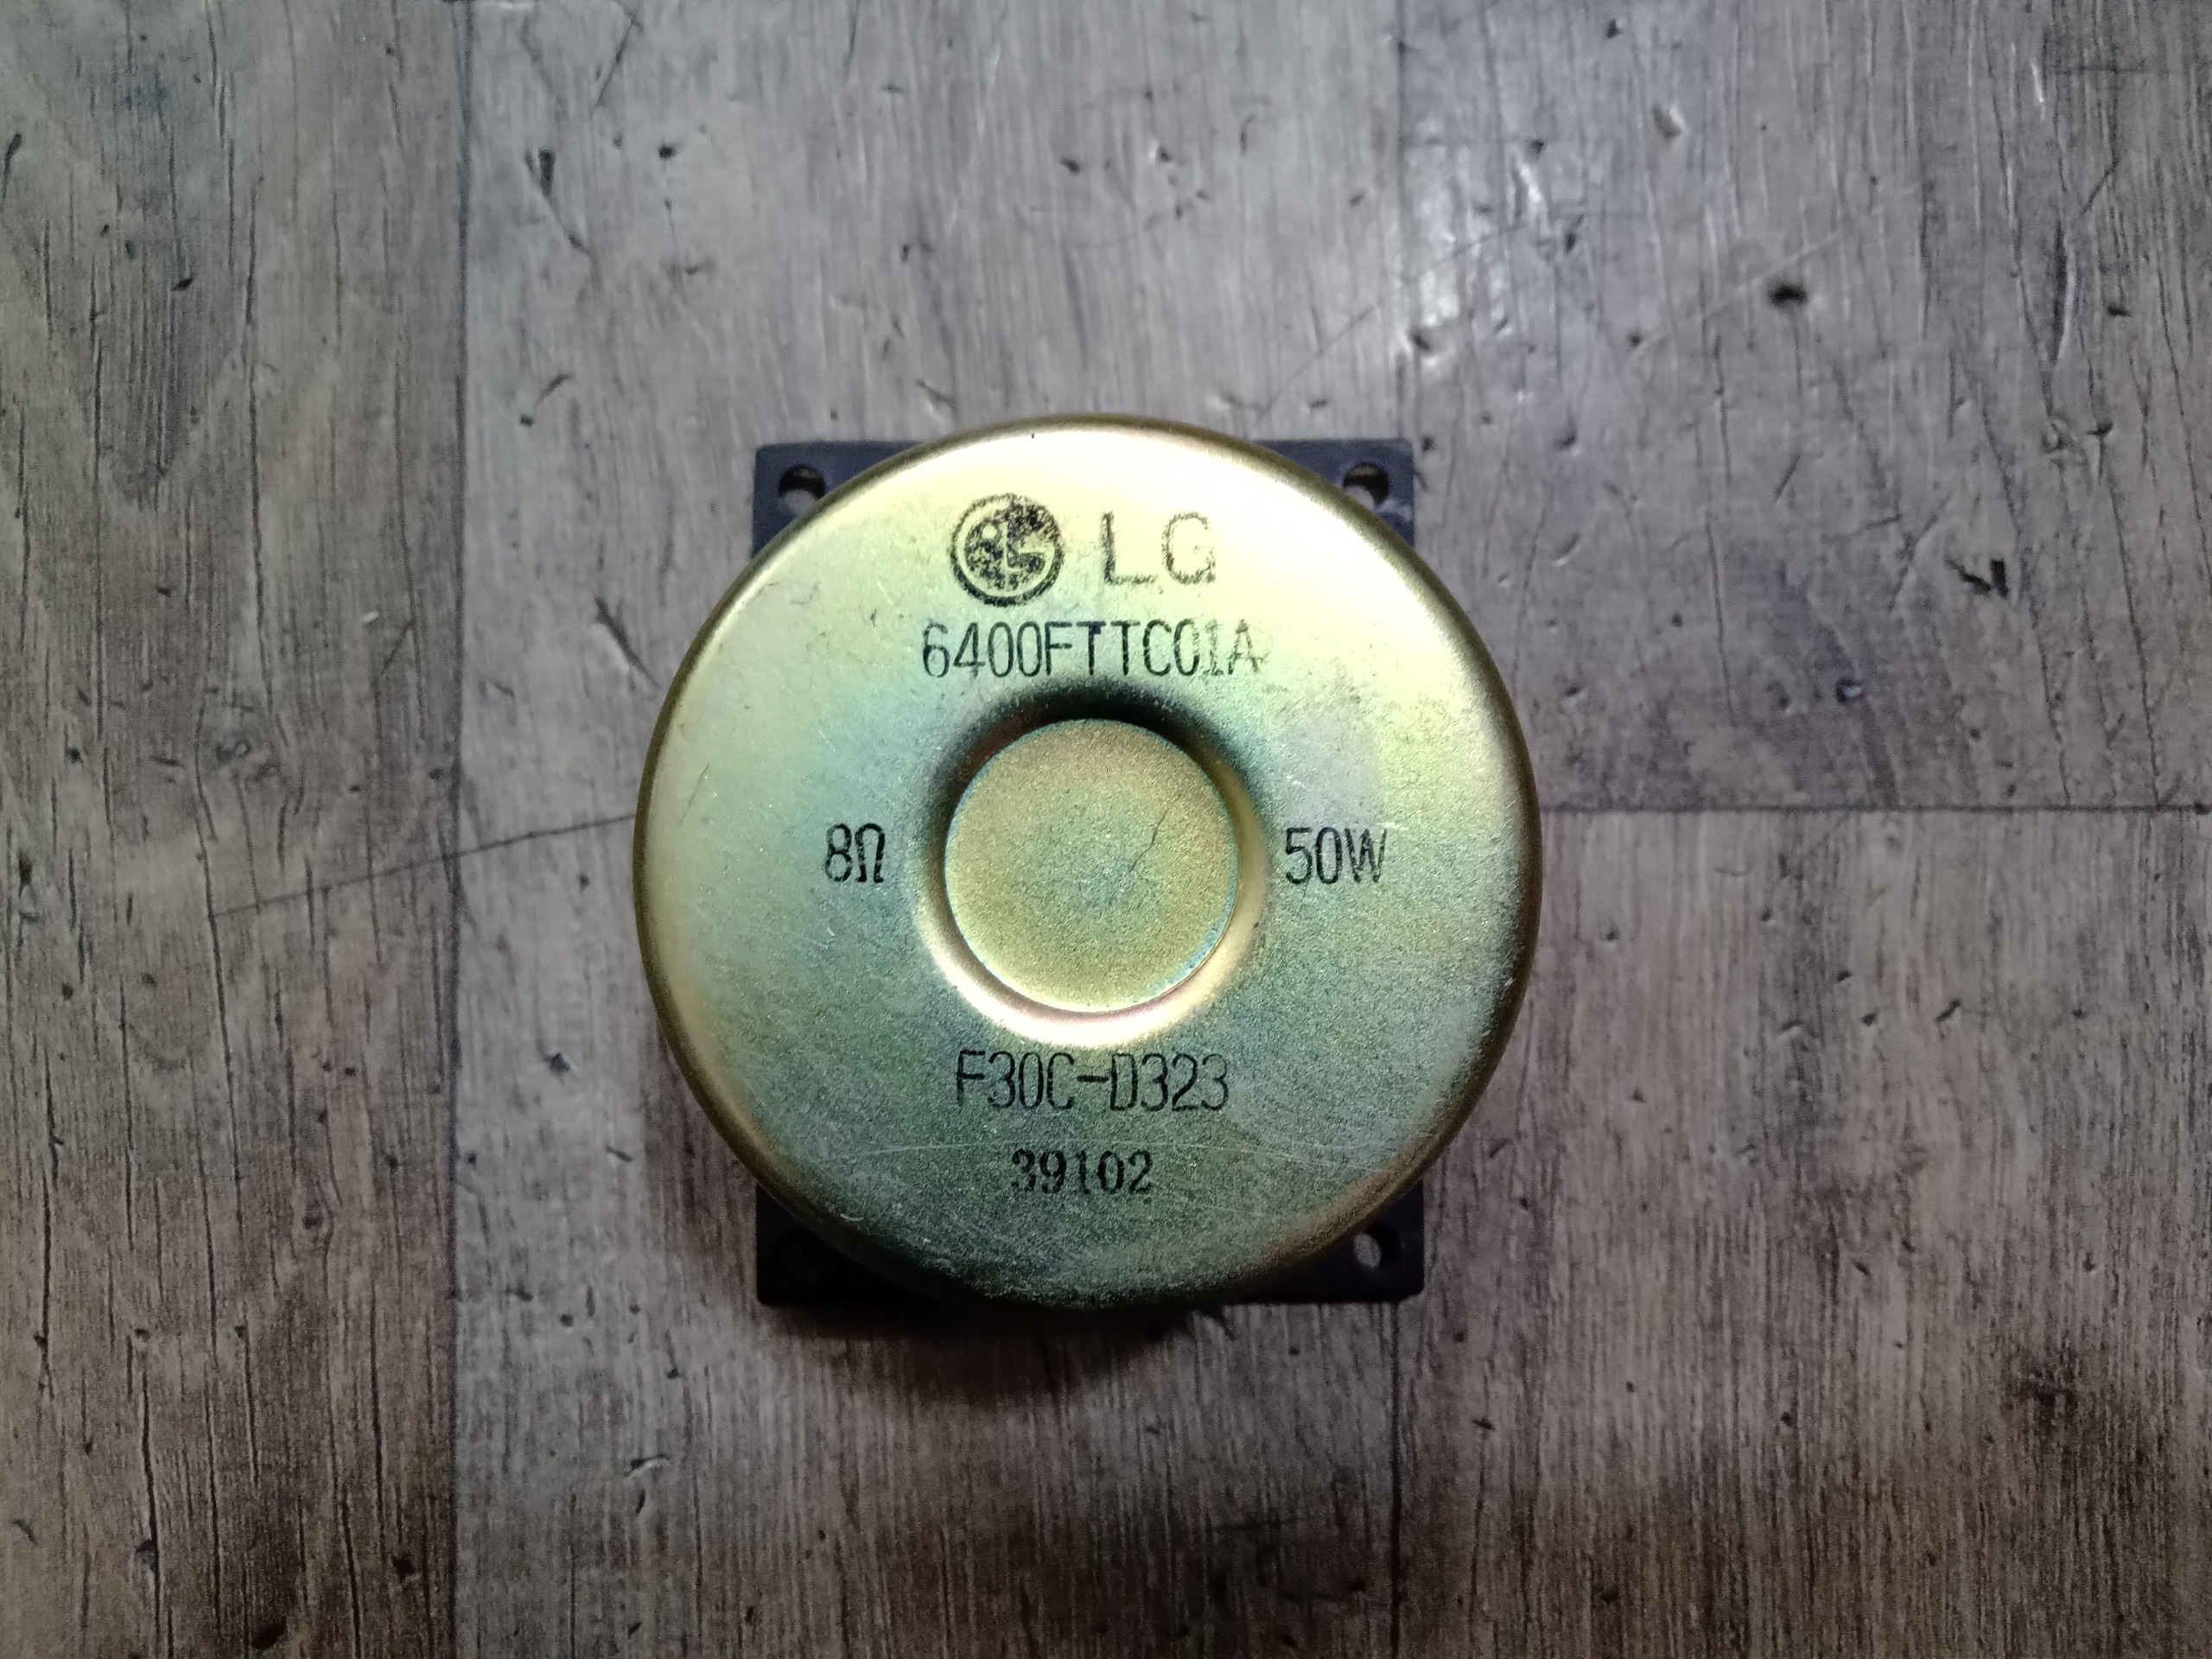 LG
6400FTTC01A
8Ω 50W
F30C-D323
39102